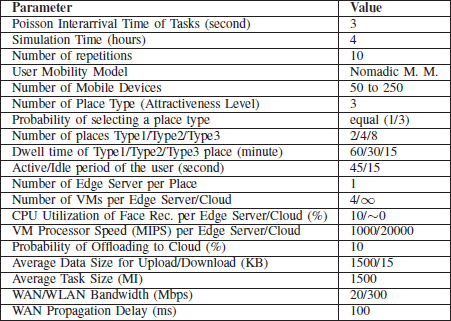 Parameter Value
Poisson Interarrival Time of Tasks (second) 3
Simulation Time (hours) 4
Number of repetitions 10
User Mobility Model Nomadic M. M.
Number of Mobile Devices 50 to 250
Number of Place Type (Attractiveness Level) 3
Probability of selecting a place type equal (1/3)
Number of places Type1/Type2/Type3 2/4/8
Dwell time of Type1/Type2/Type3 place (minute) 60/30/15
Active/Idle period of the user (second) 45/15
Number of Edge Server per Place 1
Number of VMs per Edge Server/Cloud 4/∞
CPU Utilization of Face Rec. per Edge Server/Cloud (%) 10/∼0
VM Processor Speed (MIPS) per Edge Server/Cloud 1000/20000
Probability of Offloading to Cloud (%) 10
Average Data Size for Upload/Download (KB) 1500/15
Average Task Size (MI) 1500
WAN/WLAN Bandwidth (Mbps) 20/300
WAN Propagation Delay (ms) 100